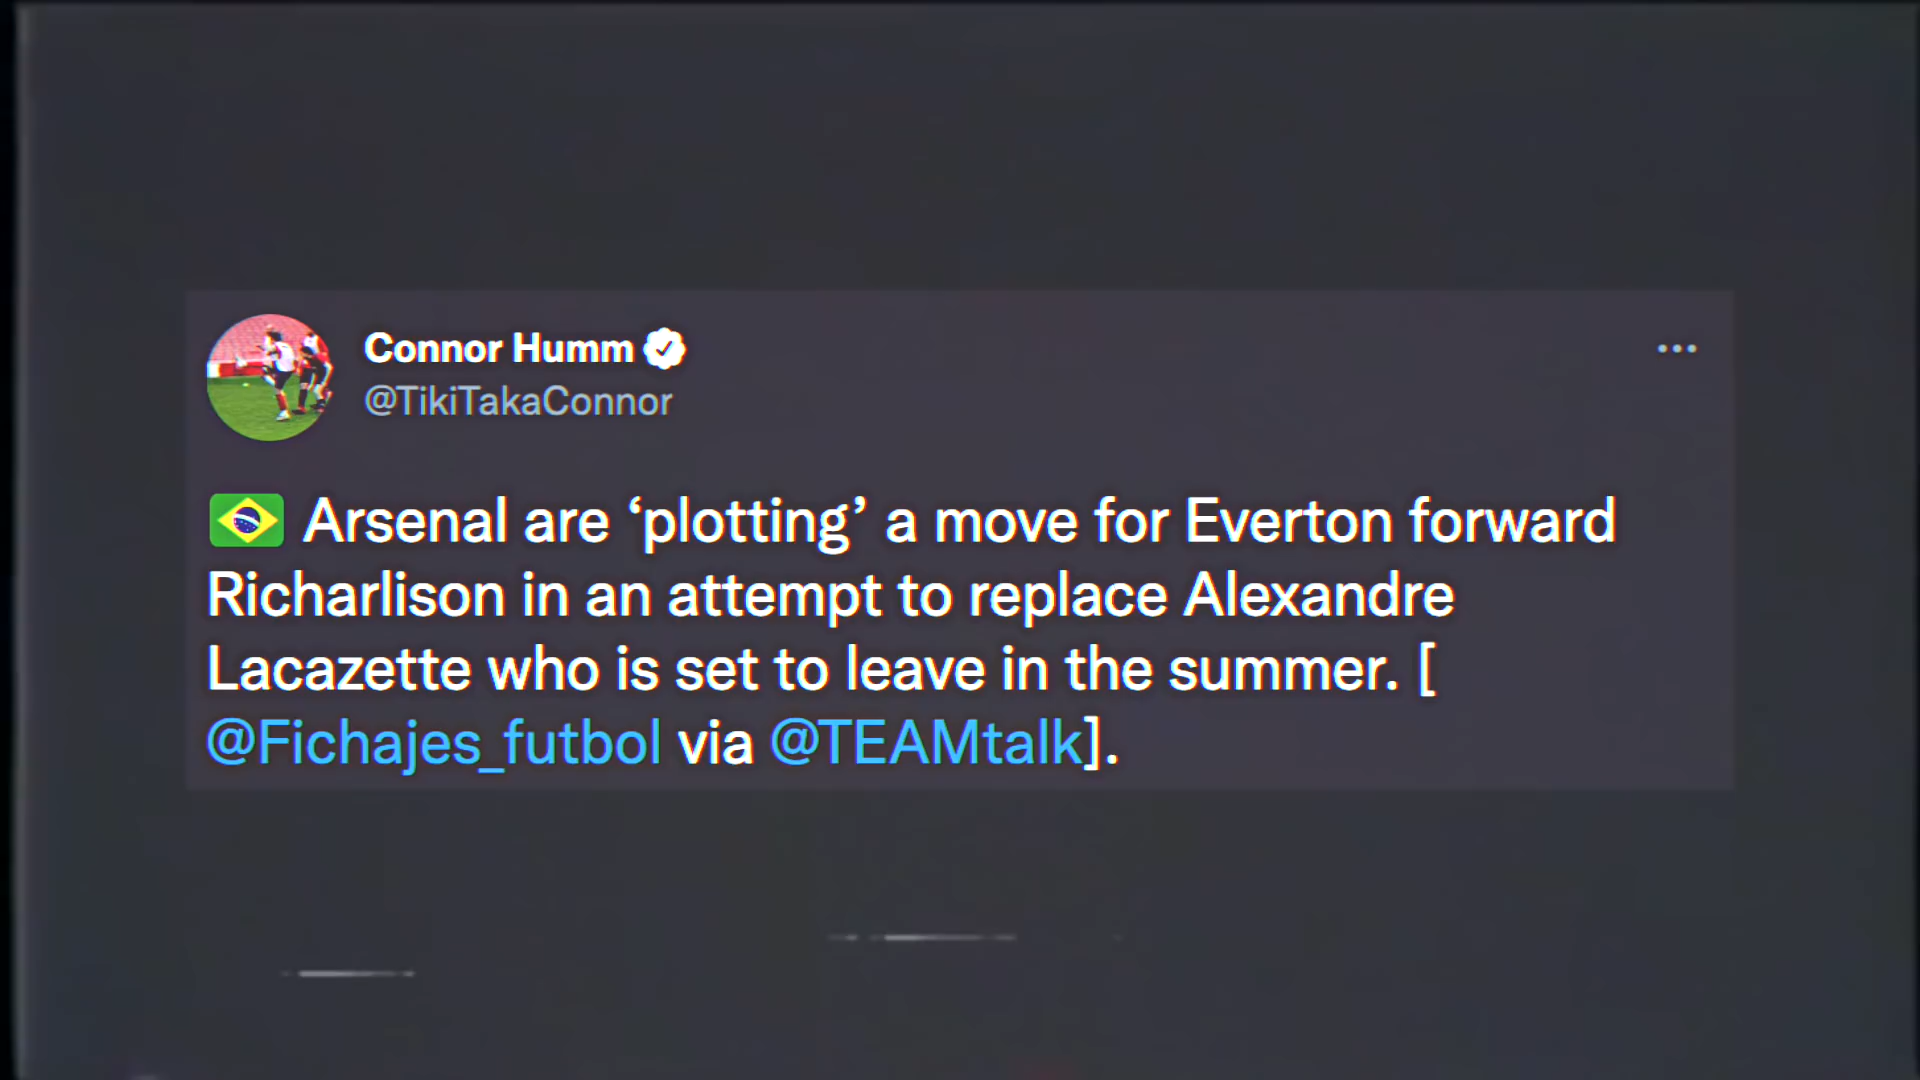 Connor Humm
@TikiTakaConnor
Arsenal are ‘plotting’ a move for Everton forward
Richarlison in an attempt to replace Alexandre
Lacazette who is set to leave in the summer. [
@Fichajes_futbol via @TEAMtalk].